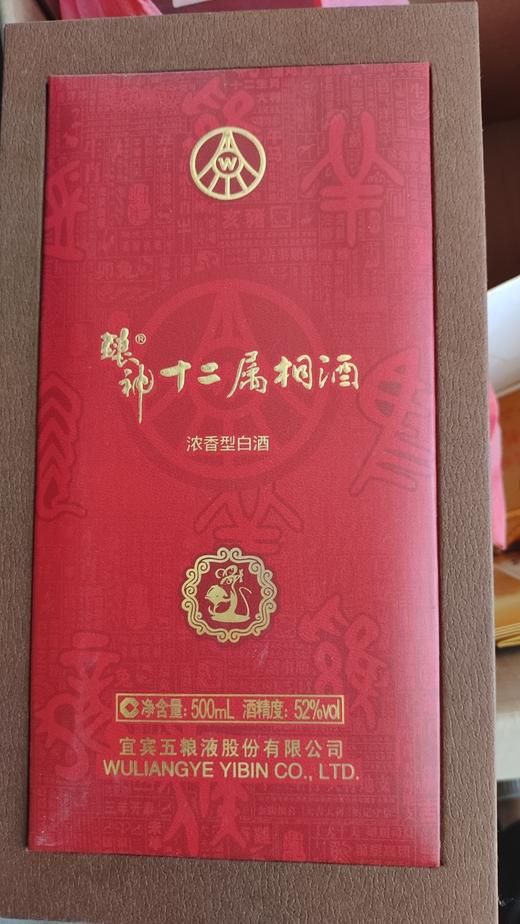 W
粮神®十二属相酒
浓香型白酒
净含量: 500mL 酒精度: 52%vol
宜宾五粮液股份有限公司
WULIANGYE YIBIN CO., LTD.